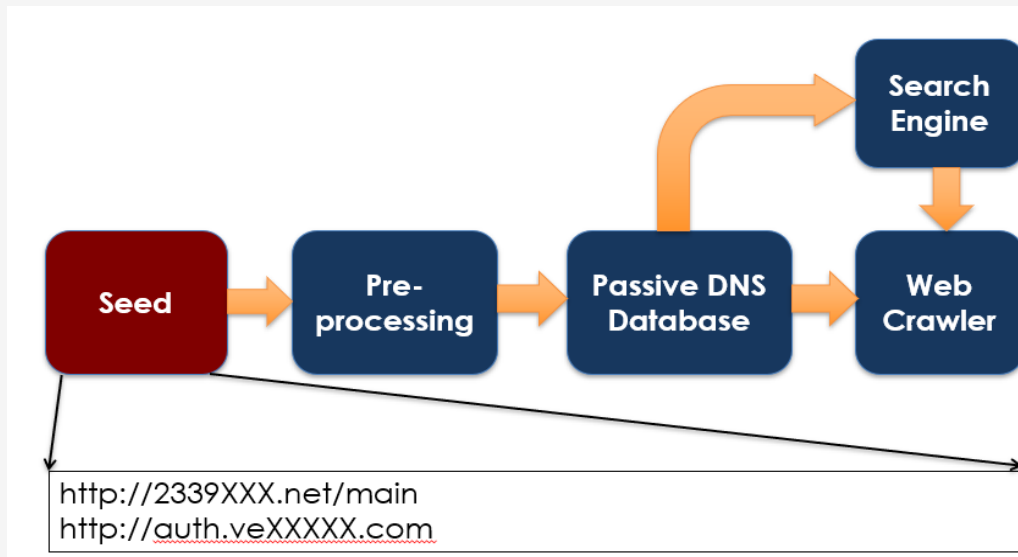 Search
Engine
Seed
Pre-
processing
Passive DNS
Database
Web
Crawler
http://2339XXX.net/main
http://auth.veXXXXX.com